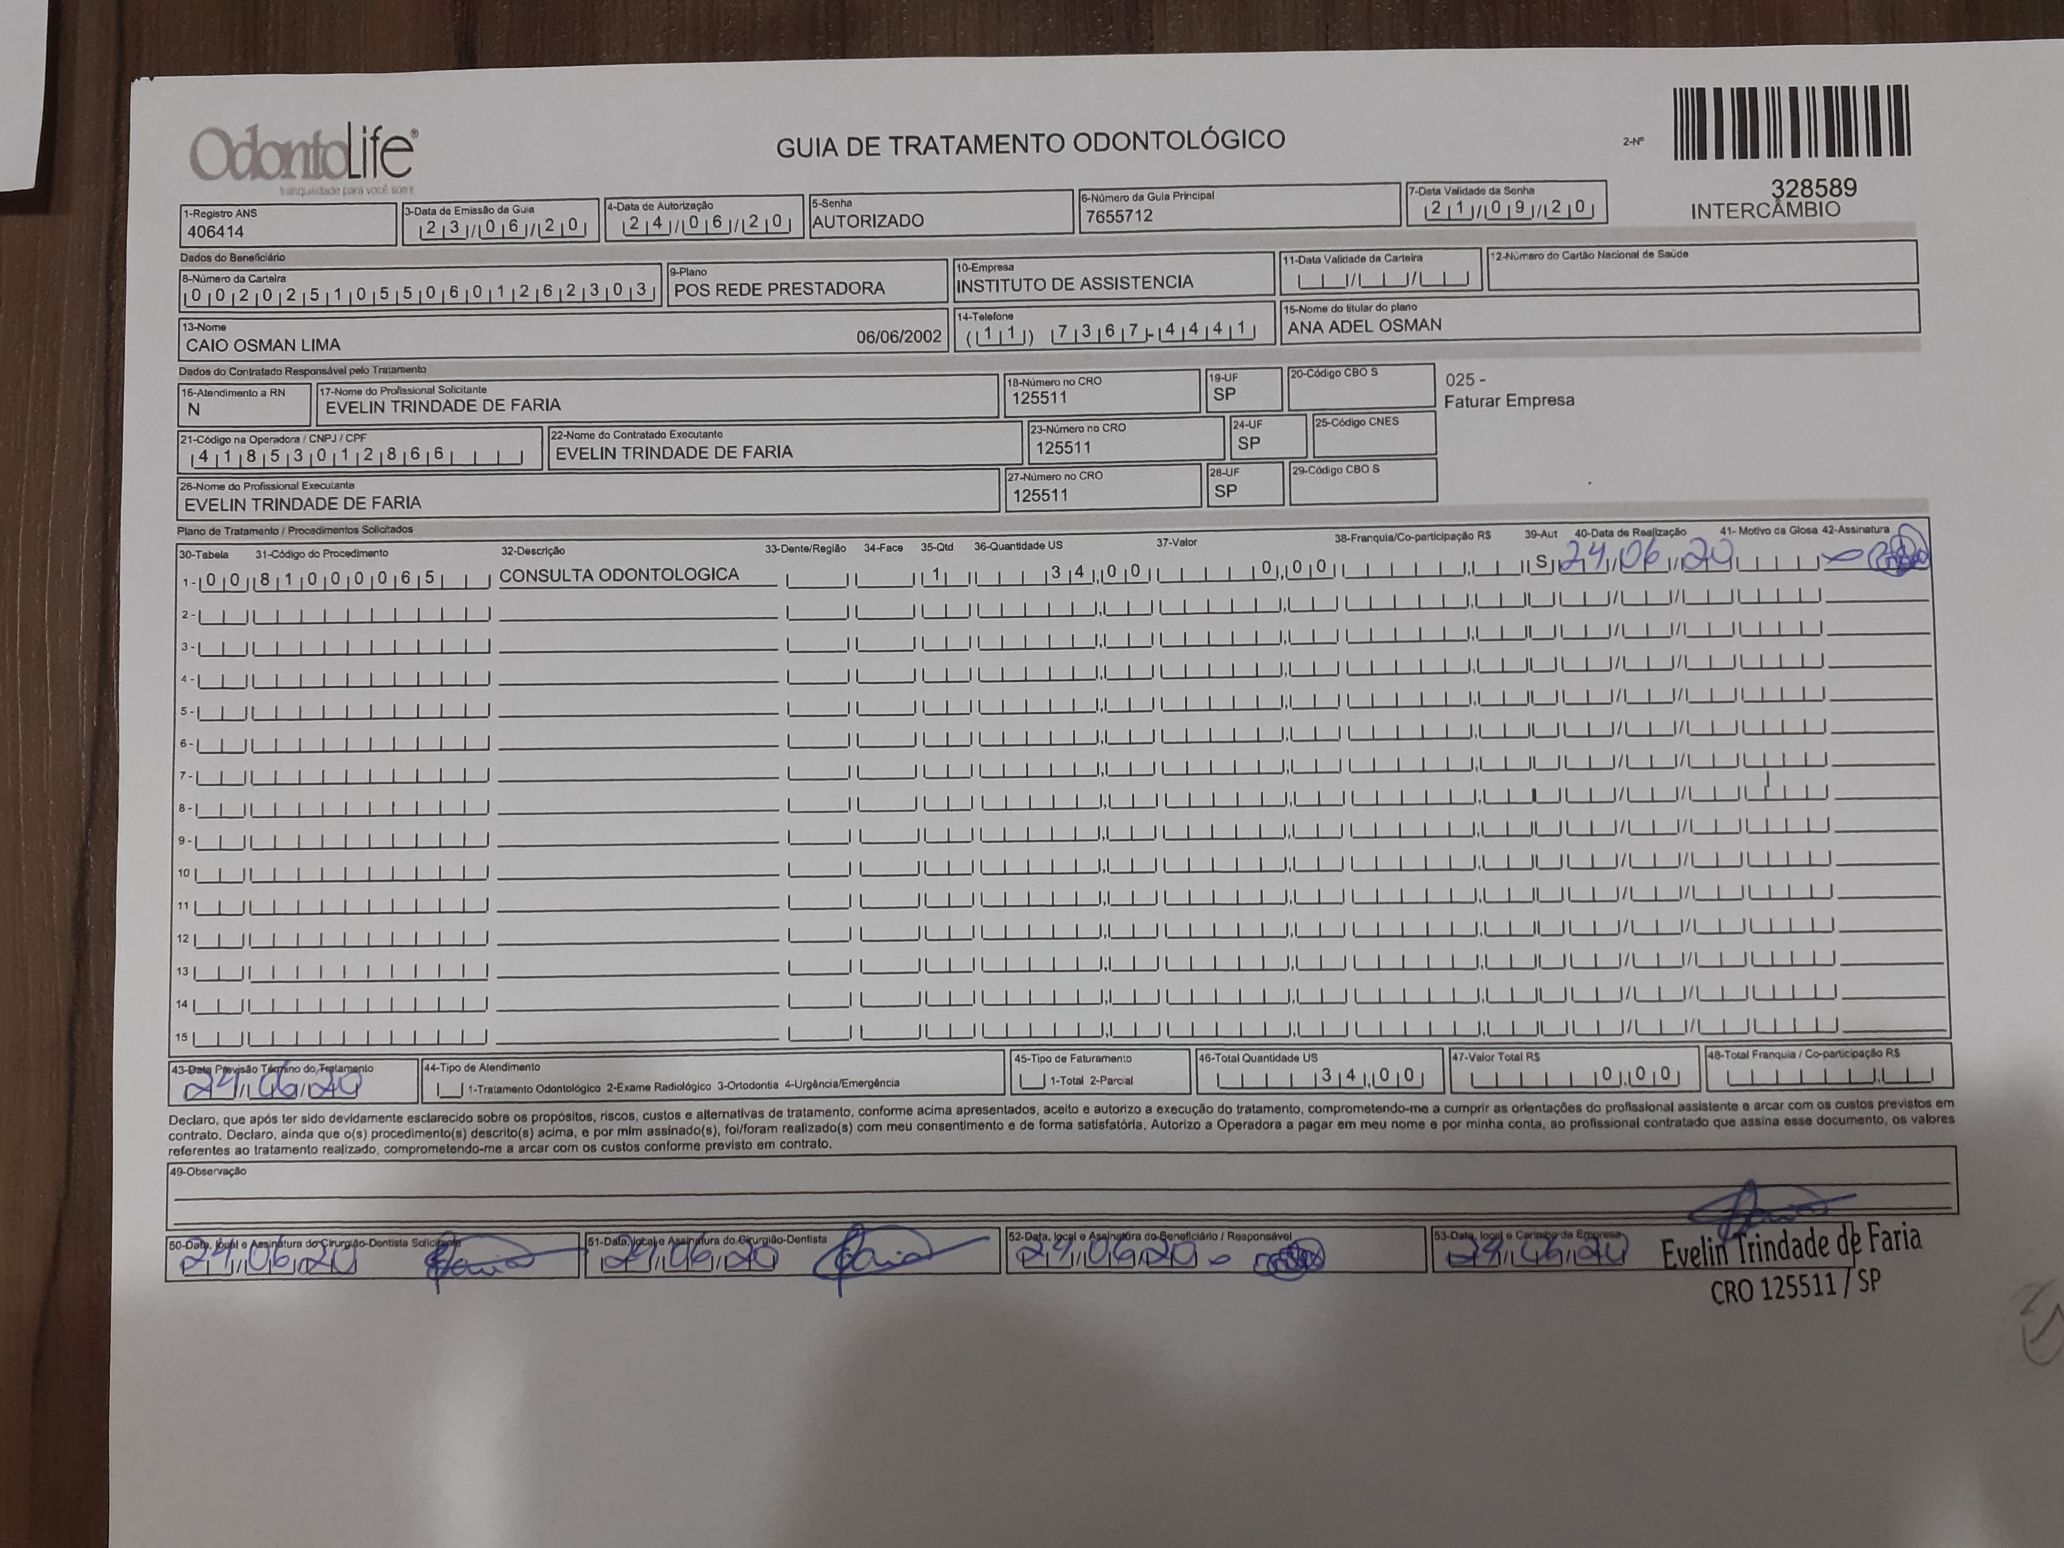 OdontoLife®
tranquilidade para você sorrir
GUIA DE TRATAMENTO ODONTOLÓGICO
2-Nº
328589
INTERCÂMBIO
1-Registro ANS
406414
3-Data de Emissão da Guia
23/06/20
4-Data de Autorização
24/06/20
5-Senha
AUTORIZADO
6-Número da Guia Principal
7655712
7-Data Validade da Senha
21/09/20
Dados do Beneficiário
8-Número da Carteira
00202510550601262303
9-Plano
POS REDE PRESTADORA
10-Empresa
INSTITUTO DE ASSISTENCIA
11-Data Validade da Carteira
12-Número do Cartão Nacional de Saúde
13-Nome
CAIO OSMAN LIMA 06/06/2002
14-Telefone
(11) 7367-4441
15-Nome do titular do plano
ANA ADEL OSMAN
Dados do Contratado Responsável pelo Tratamento
16-Atendimento a RN
N
17-Nome do Profissional Solicitante
EVELIN TRINDADE DE FARIA
18-Número no CRO
125511
19-UF
SP
20-Código CBO S
025 -
Faturar Empresa
21-Código na Operadora / CNPJ / CPF
41853012866
22-Nome do Contratado Executante
EVELIN TRINDADE DE FARIA
23-Número no CRO
125511
24-UF
SP
25-Código CNES
26-Nome do Profissional Executante
EVELIN TRINDADE DE FARIA
27-Número no CRO
125511
28-UF
SP
29-Código CBO S
Plano de Tratamento / Procedimentos Solicitados
30-Tabela 31-Código do Procedimento 32-Descrição 33-Dente/Região 34-Face 35-Qtd 36-Quantidade US 37-Valor 38-Franquia/Co-participação R$ 39-Aut 40-Data de Realização 41- Motivo da Glosa 42-Assinatura
1- 00 81000065 CONSULTA ODONTOLOGICA 1 34,00 0,00 S 24/06/20
2-
3-
4-
5-
6-
7-
8-
9-
10
11
12
13
14
15
43-Data Previsão Término do Tratamento
24/06/20
44-Tipo de Atendimento
1-Tratamento Odontológico 2-Exame Radiológico 3-Ortodontia 4-Urgência/Emergência
45-Tipo de Faturamento
1-Total 2-Parcial
46-Total Quantidade US
34,00
47-Valor Total R$
0,00
48-Total Franquia / Co-participação R$
Declaro, que após ter sido devidamente esclarecido sobre os propósitos, riscos, custos e alternativas de tratamento, conforme acima apresentados, aceito e autorizo a execução do tratamento, comprometendo-me a cumprir as orientações do profissional assistente e arcar com os custos previstos em
contrato. Declaro, ainda que o(s) procedimento(s) descrito(s) acima, e por mim assinado(s), foi/foram realizado(s) com meu consentimento e de forma satisfatória. Autorizo a Operadora a pagar em meu nome e por minha conta, ao profissional contratado que assina esse documento, os valores
referentes ao tratamento realizado, comprometendo-me a arcar com os custos conforme previsto em contrato.
49-Observação
50-Data, local e Assinatura do Cirurgião-Dentista Solicitante
24/06/20
51-Data, local e Assinatura do Cirurgião-Dentista
24/06/20
52-Data, local e Assinatura do Beneficiário / Responsável
24/06/20
53-Data, local e Carimbo da Empresa
24/06/20
Evelin Trindade de Faria
CRO 125511 / SP